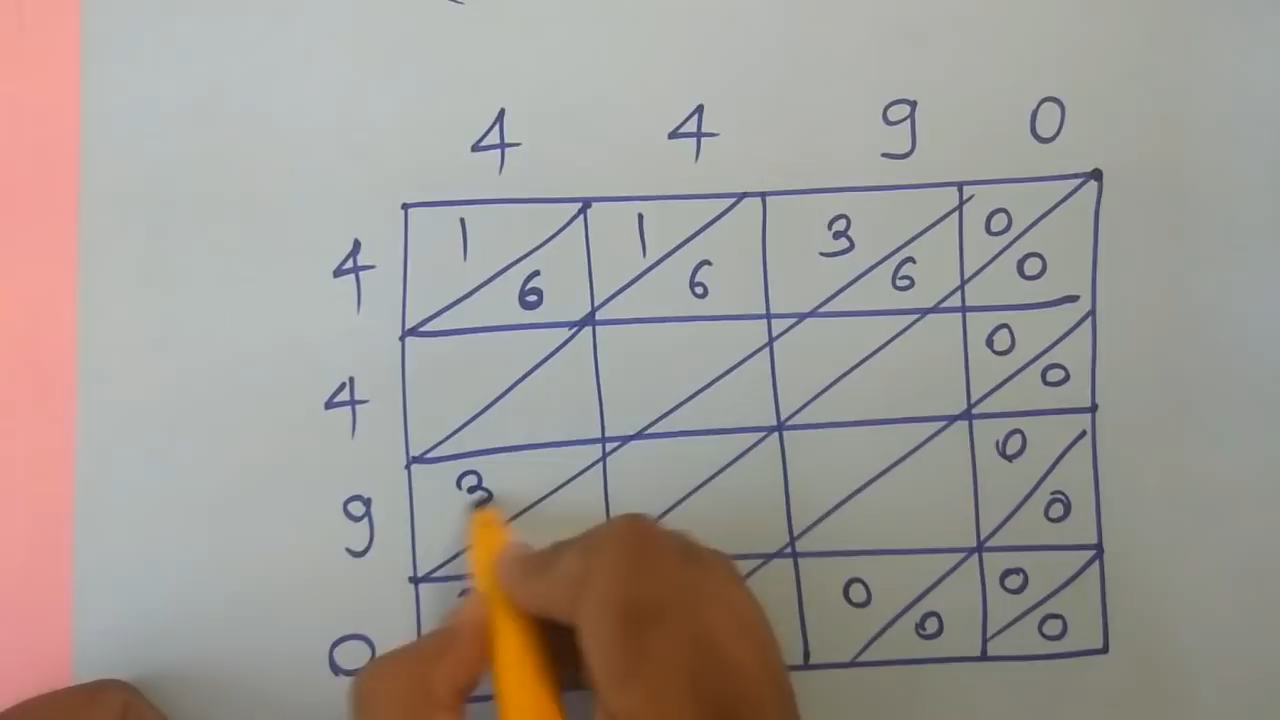 4 4 9 0
4 1 6 1 6 3 6 0 0
4 0 0
9 3 0 0
0 0 0 0 0